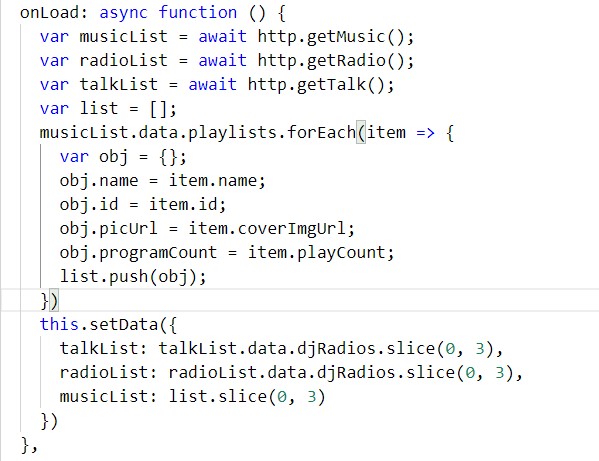 onLoad: async function () {
  var musicList = await http.getMusic();
  var radioList = await http.getRadio();
  var talkList = await http.getTalk();
  var list = [];
  musicList.data.playlists.forEach(item => {
    var obj = {};
    obj.name = item.name;
    obj.id = item.id;
    obj.picUrl = item.coverImgUrl;
    obj.programCount = item.playCount;
    list.push(obj);
  })
  this.setData({
    talkList: talkList.data.djRadios.slice(0, 3),
    radioList: radioList.data.djRadios.slice(0, 3),
    musicList: list.slice(0, 3)
  })
},